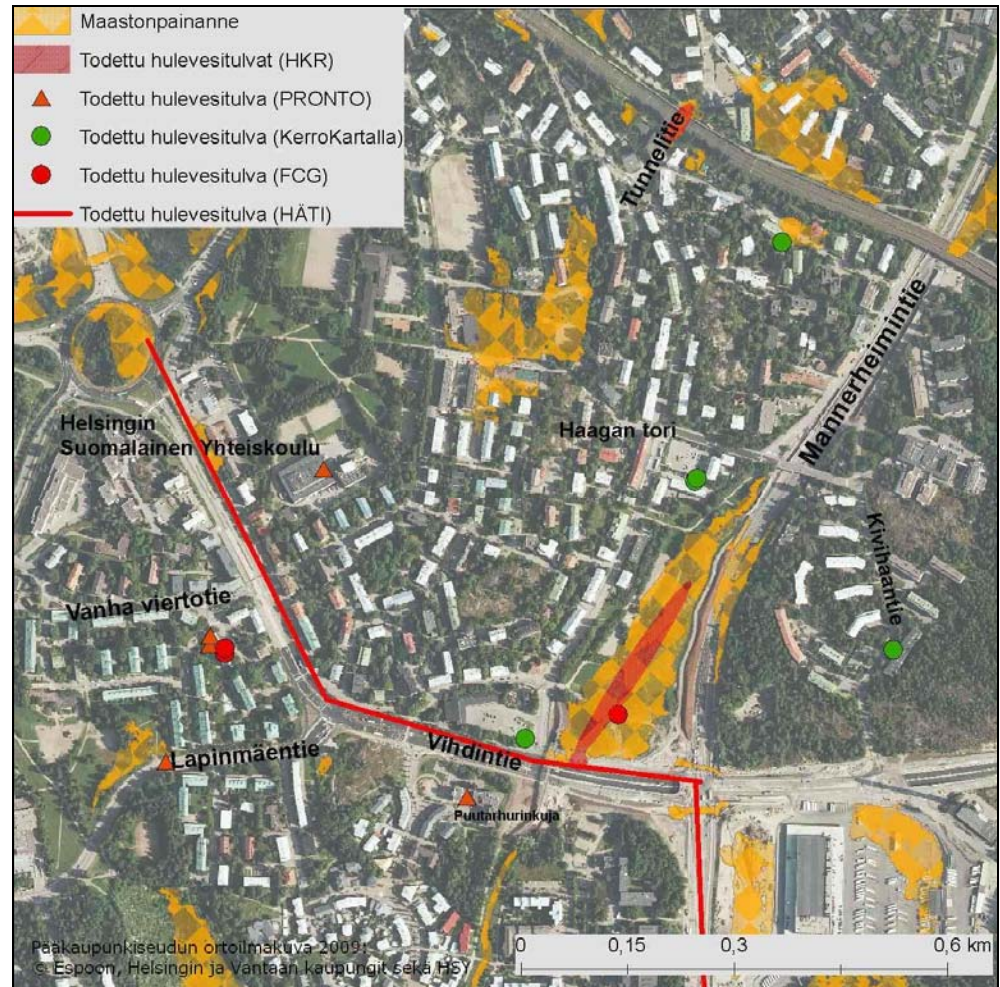 Maastonpainanne
Todettu hulevesitulvat (HKR)
Todettu hulevesitulva (PRONTO)
Todettu hulevesitulva (KerroKartalla)
Todettu hulevesitulva (FCG)
Todettu hulevesitulva (HÄTI)
Tunnelitie
Mannerheimintie
Helsingin
Suomalainen Yhteiskoulu
Haagan tori
Kivihaantie
Vanha viertotie
Lapinmäentie
Vihdintie
Puutarhurinkuja
Pääkaupunkiseudun ortoilmakuva 2009:
© Espoon, Helsingin ja Vantaan kaupungit sekä HSY
0 0,15 0,3 0,6 km